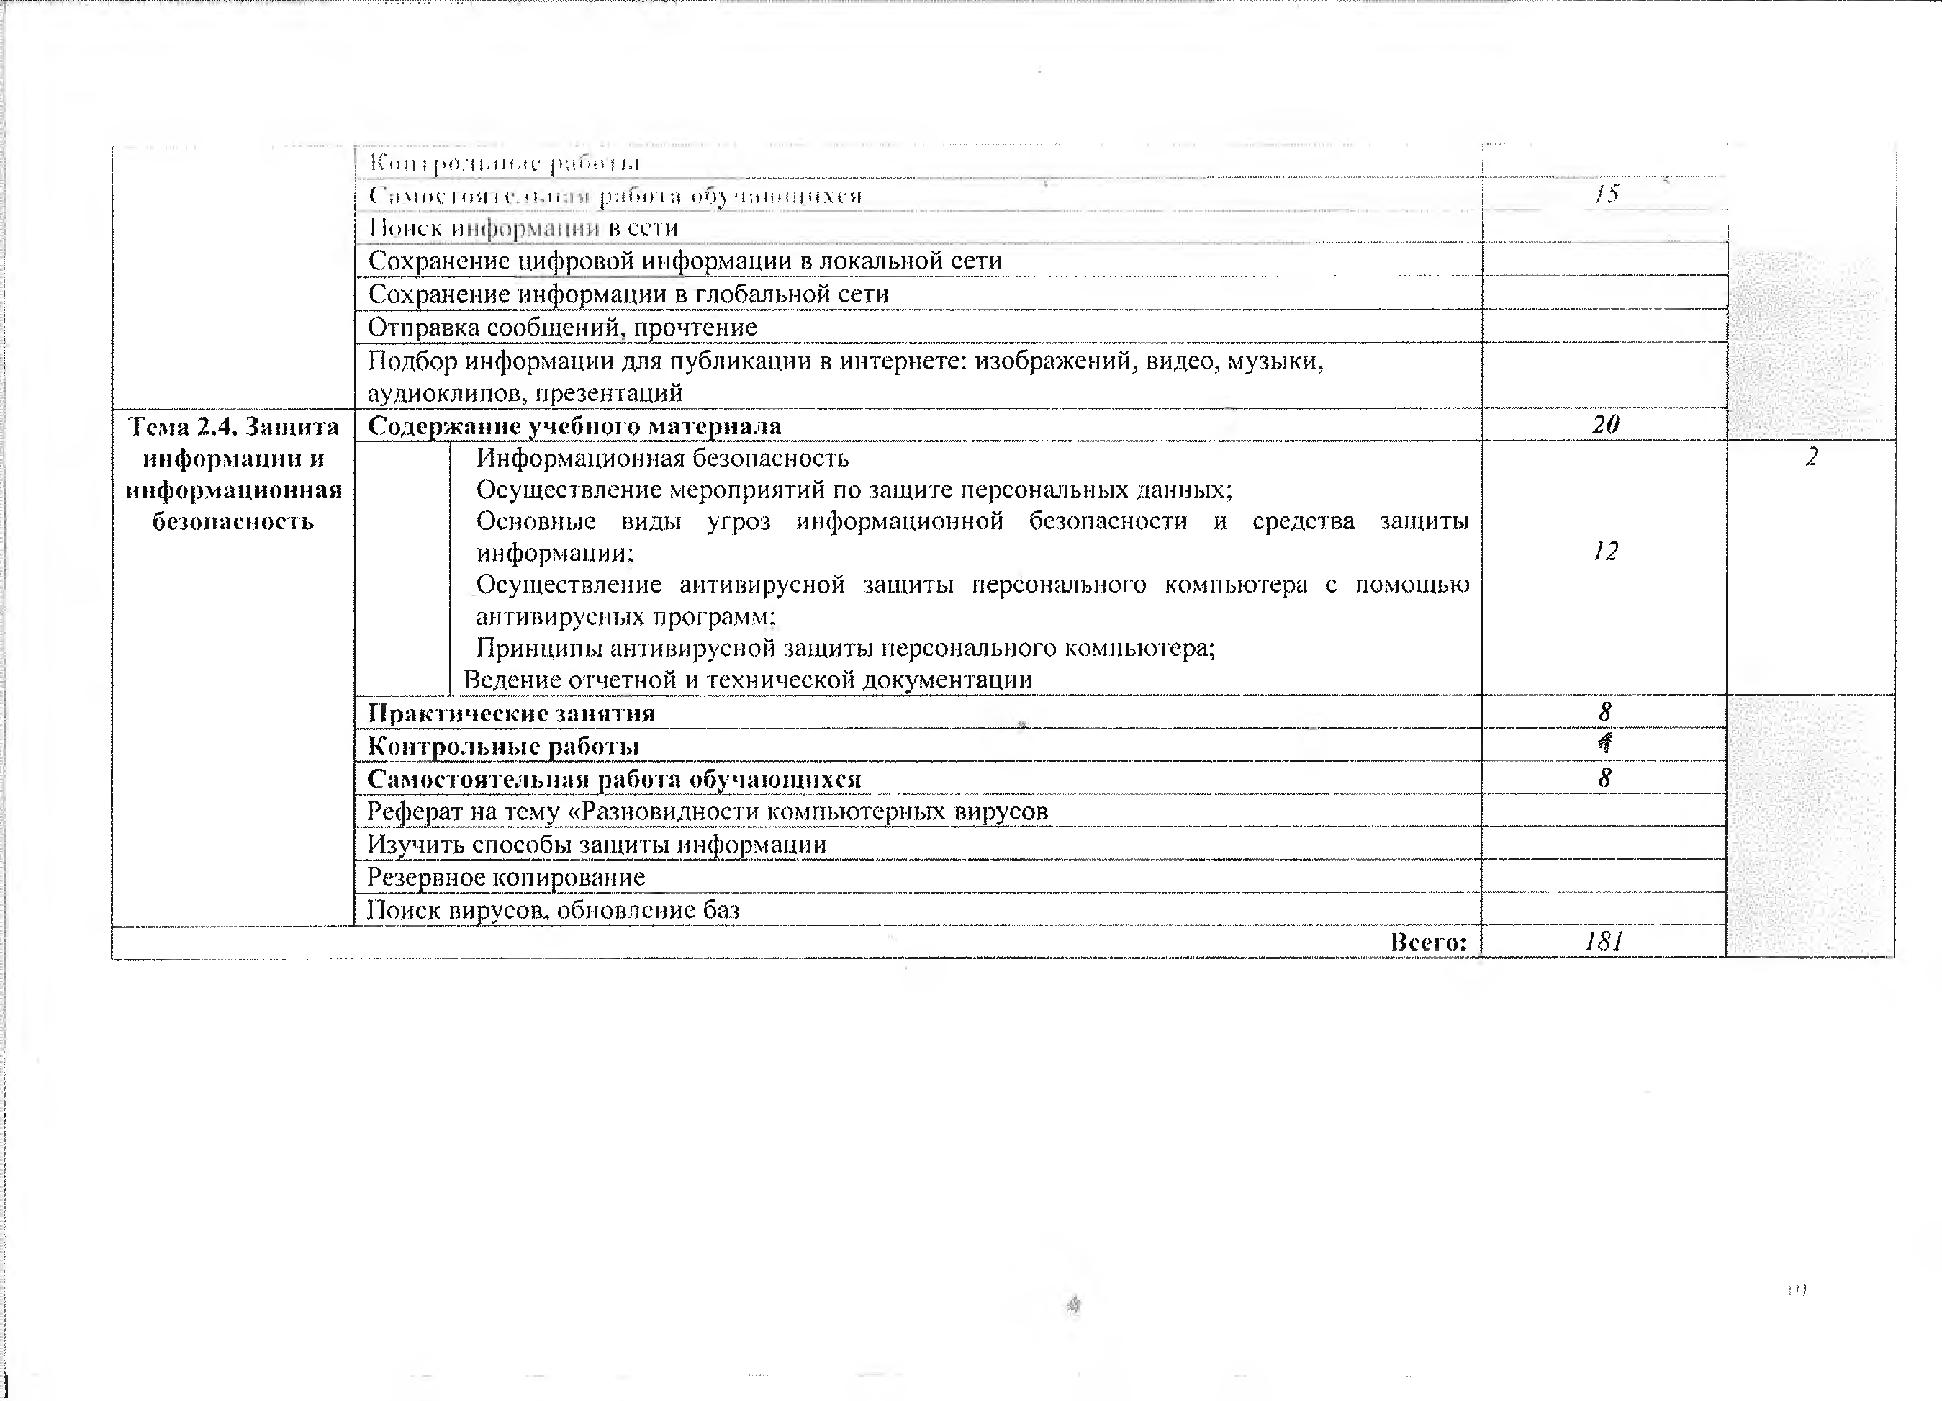 Контрольные работы
Самостоятельная работа обучающихся 15
Поиск информации в сети
Сохранение цифровой информации в локальной сети
Сохранение информации в глобальной сети
Отправка сообщений, прочтение
Подбор информации для публикации в интернете: изображений, видео, музыки,
аудиоклипов, презентаций
Тема 2.4. Защита
информации и
информационная
безопасность
Содержание учебного материала 20
Информационная безопасность
Осуществление мероприятий по защите персональных данных;
Основные виды угроз информационной безопасности и средства защиты
информации;
Осуществление антивирусной защиты персонального компьютера с помощью
антивирусных программ;
Принципы антивирусной защиты персонального компьютера;
Ведение отчетной и технической документации
12
2
Практические занятия 8
Контрольные работы
Самостоятельная работа обучающихся 8
Реферат на тему «Разновидности компьютерных вирусов
Изучить способы защиты информации
Резервное копирование
Поиск вирусов, обновление баз
Всего: 181